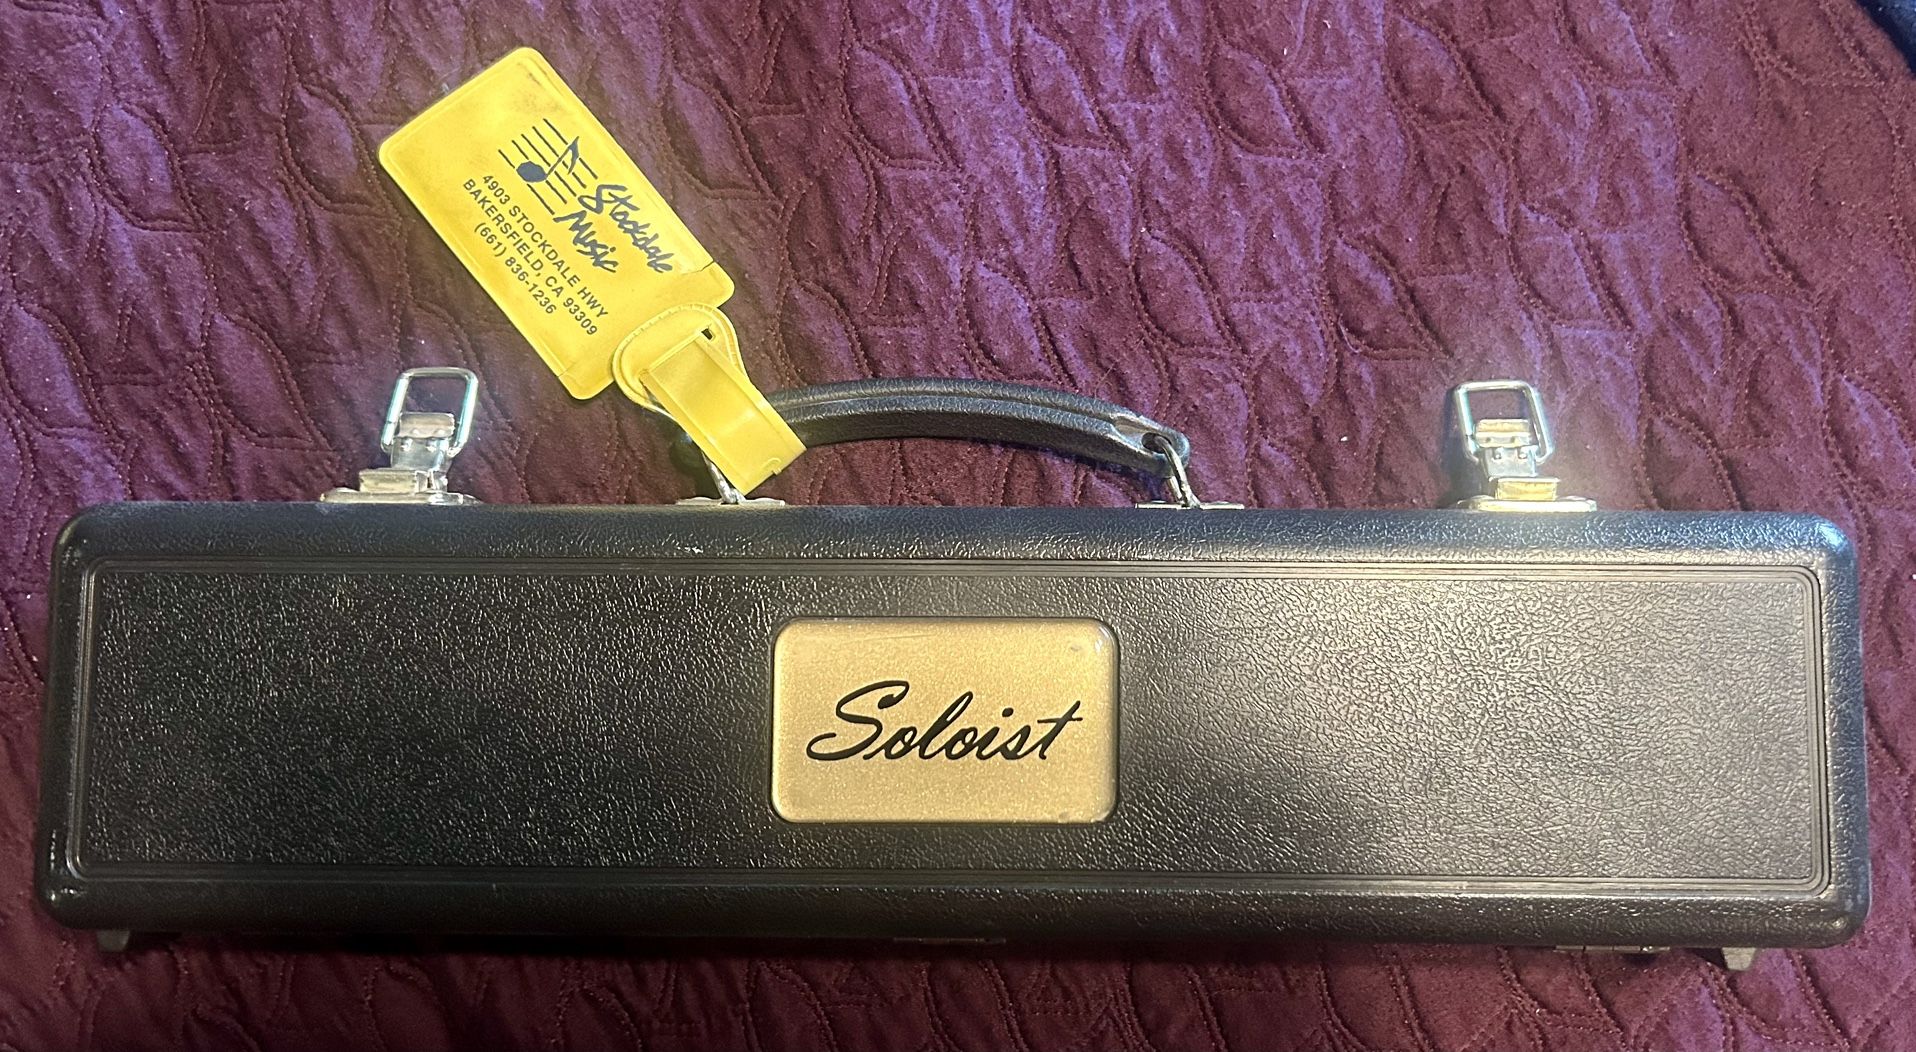 Stockdale
Music
4903 STOCKDALE HWY
BAKERSFIELD, CA 93309
(661) 836-1236
Soloist